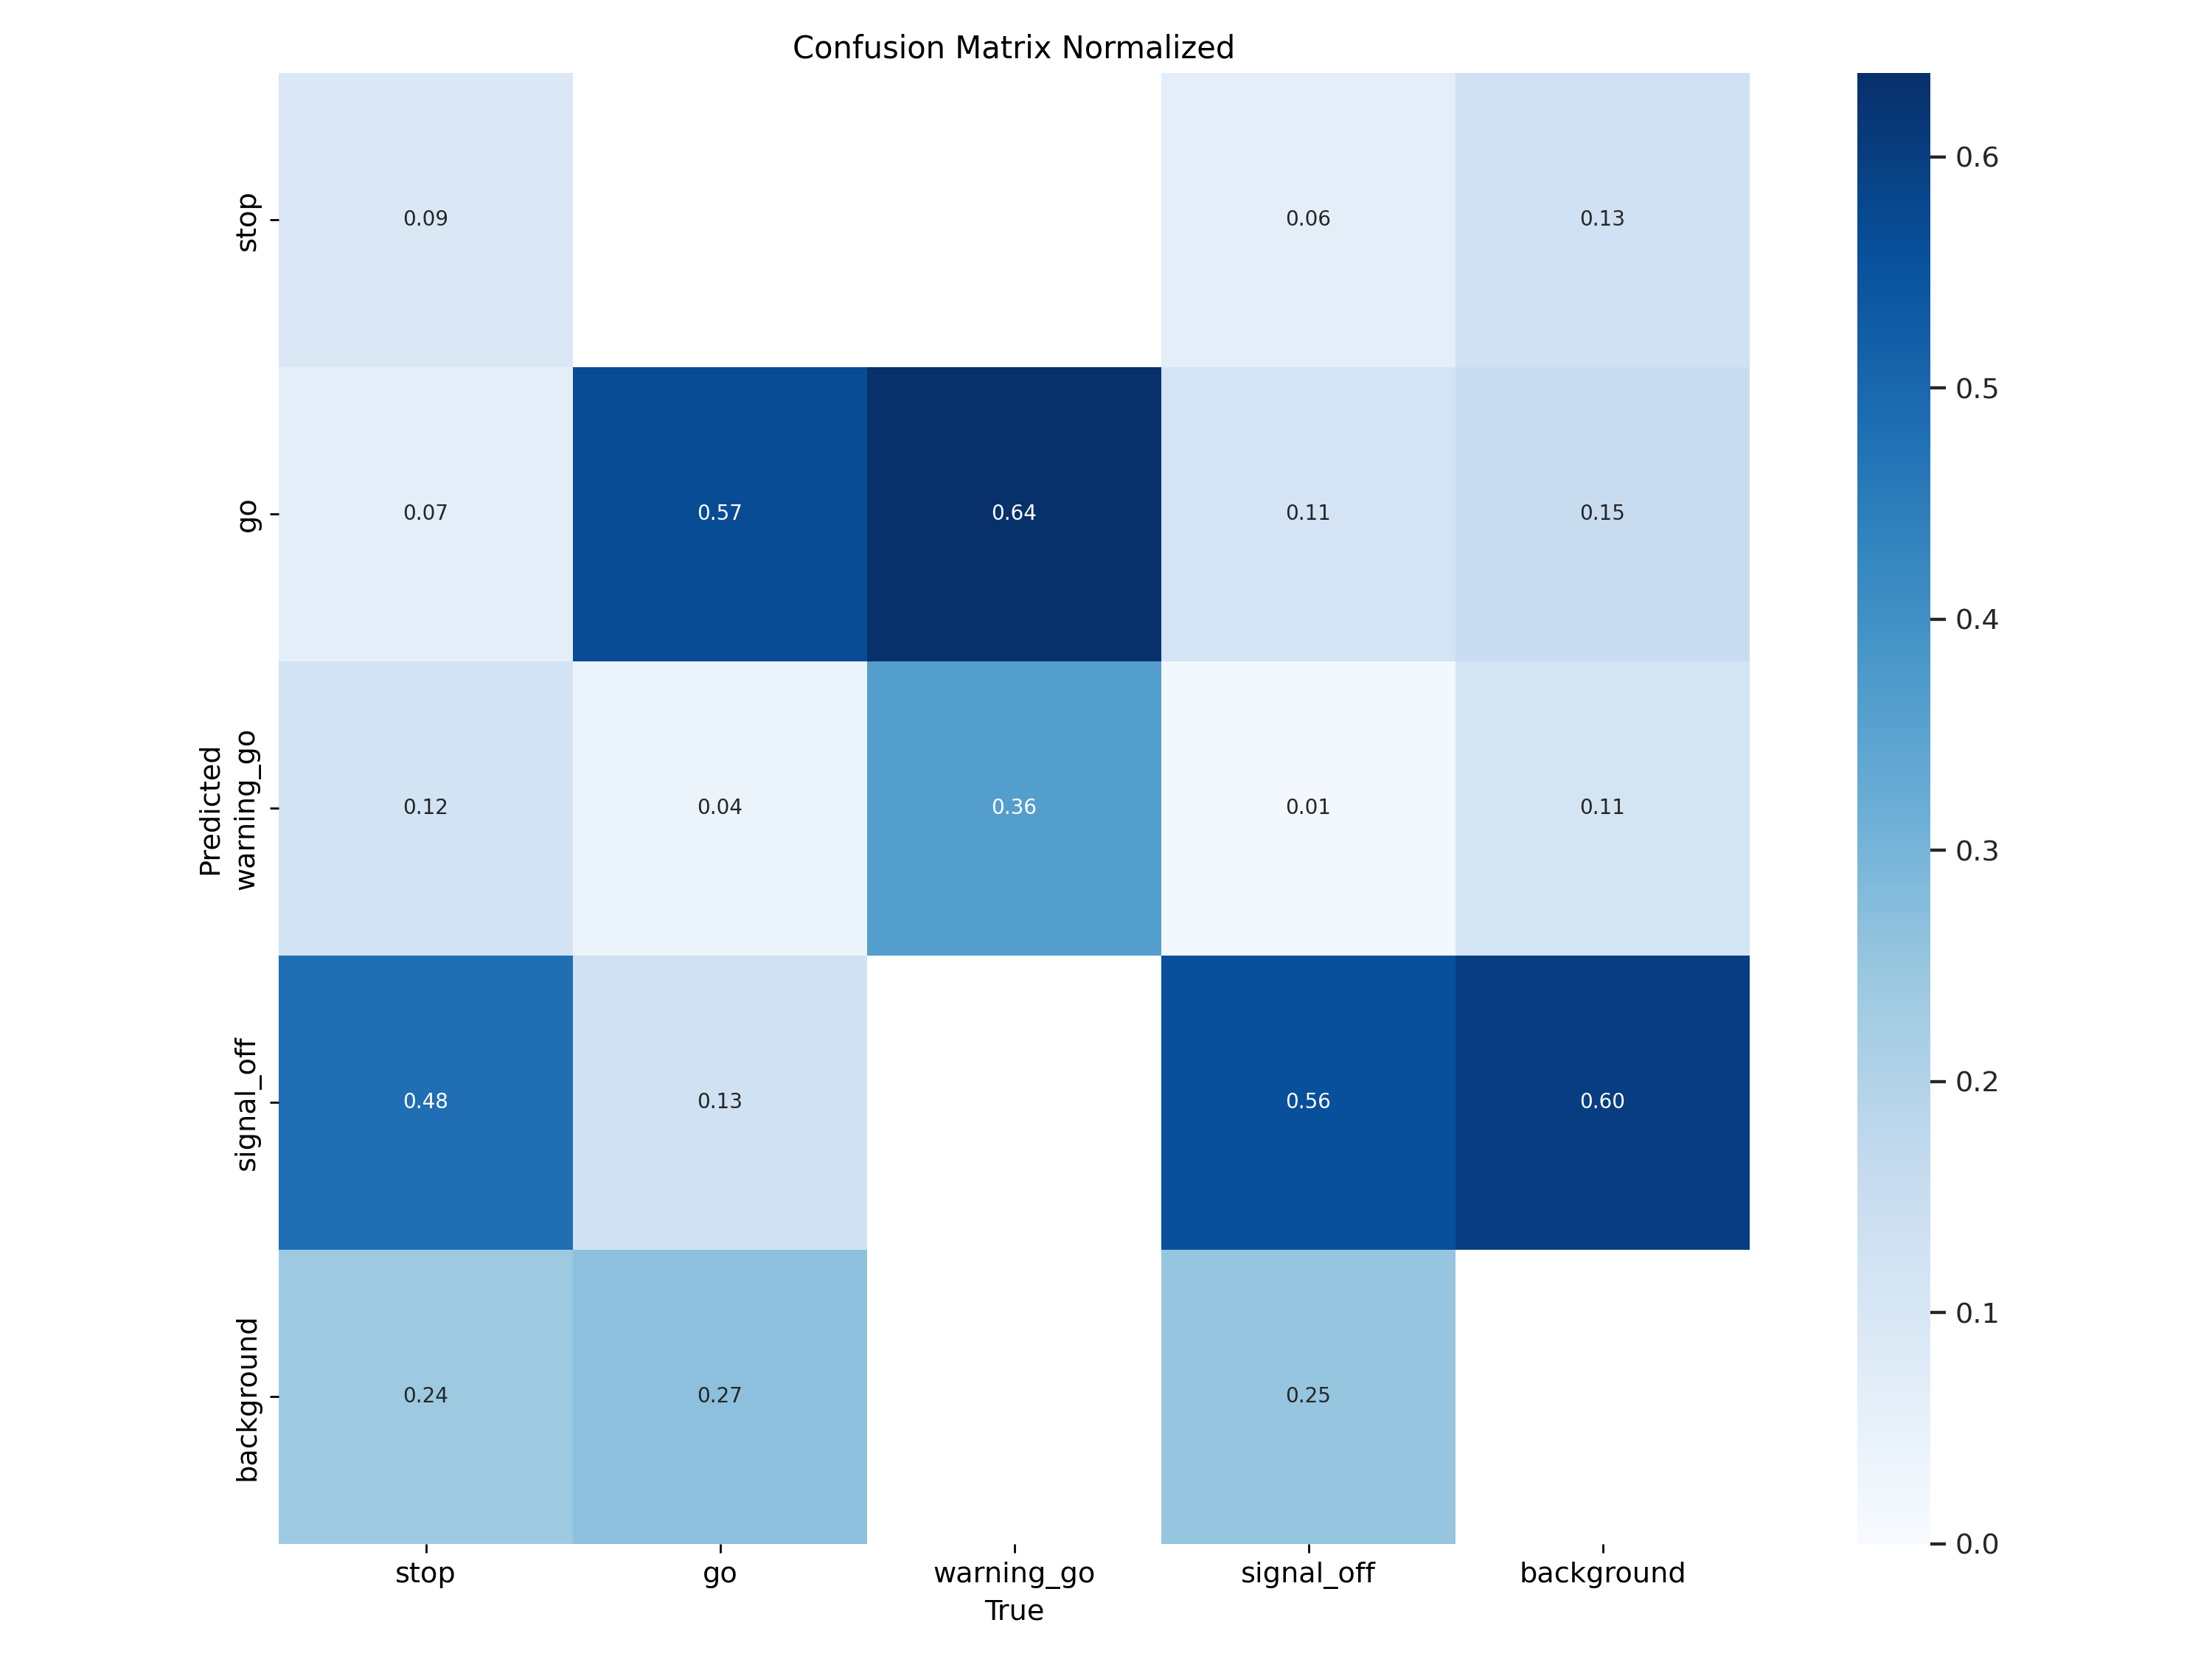 Confusion Matrix Normalized
stop
0.09
0.06
0.13
go
0.07
0.57
0.64
0.11
0.15
warning_go
0.12
0.04
0.36
0.01
0.11
signal_off
0.48
0.13
0.56
0.60
background
0.24
0.27
0.25
Predicted
stop
go
warning_go
signal_off
background
True
0.6
0.5
0.4
0.3
0.2
0.1
0.0